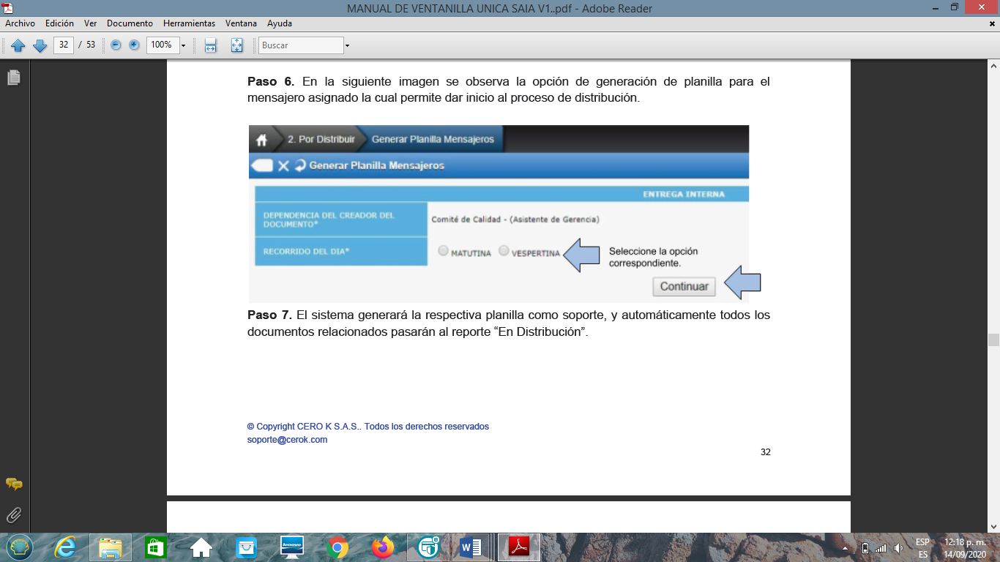 MANUAL DE VENTANILLA UNICA SAIA V1..pdf - Adobe Reader
Archivo Edición Ver Documento Herramientas Ventana Ayuda
32 / 53 100% Buscar
Paso 6. En la siguiente imagen se observa la opción de generación de planilla para el
mensajero asignado la cual permite dar inicio al proceso de distribución.
2. Por Distribuir Generar Planilla Mensajeros
Generar Planilla Mensajeros
ENTREGA INTERNA
DEPENDENCIA DEL CREADOR DEL
DOCUMENTO*
Comité de Calidad - (Asistente de Gerencia)
RECORRIDO DEL DIA*
MATUTINA VESPERTINA
Seleccione la opción
correspondiente.
Continuar
Paso 7. El sistema generará la respectiva planilla como soporte, y automáticamente todos los
documentos relacionados pasarán al reporte “En Distribución”.
© Copyright CERO K S.A.S.. Todos los derechos reservados
soporte@cerok.com
32
lenovo
ESP
ES
12:18 p. m.
14/09/2020